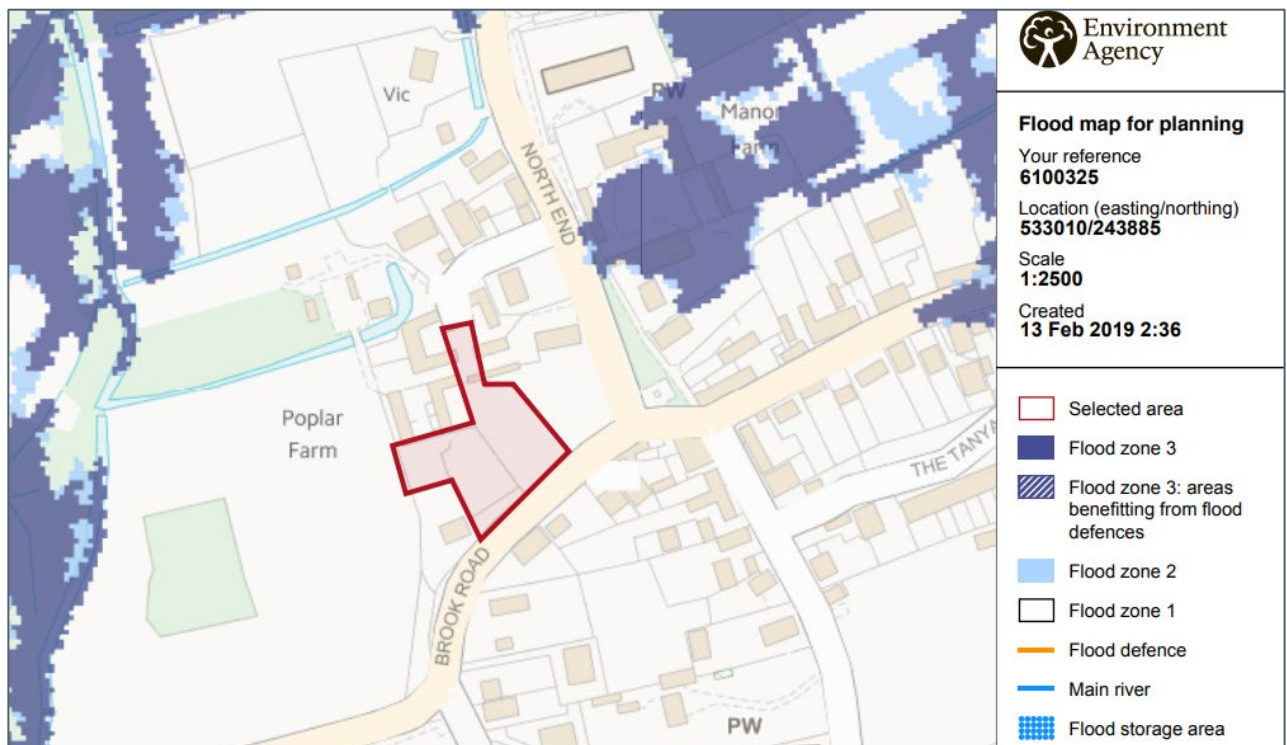 Vic
PW
Manor
Farm
NORTH END
Poplar
Farm
THE TANYA
BROOK ROAD
PW
Environment
Agency
Flood map for planning
Your reference
6100325
Location (easting/northing)
533010/243885
Scale
1:2500
Created
13 Feb 2019 2:36
Selected area
Flood zone 3
Flood zone 3: areas
benefitting from flood
defences
Flood zone 2
Flood zone 1
Flood defence
Main river
Flood storage area